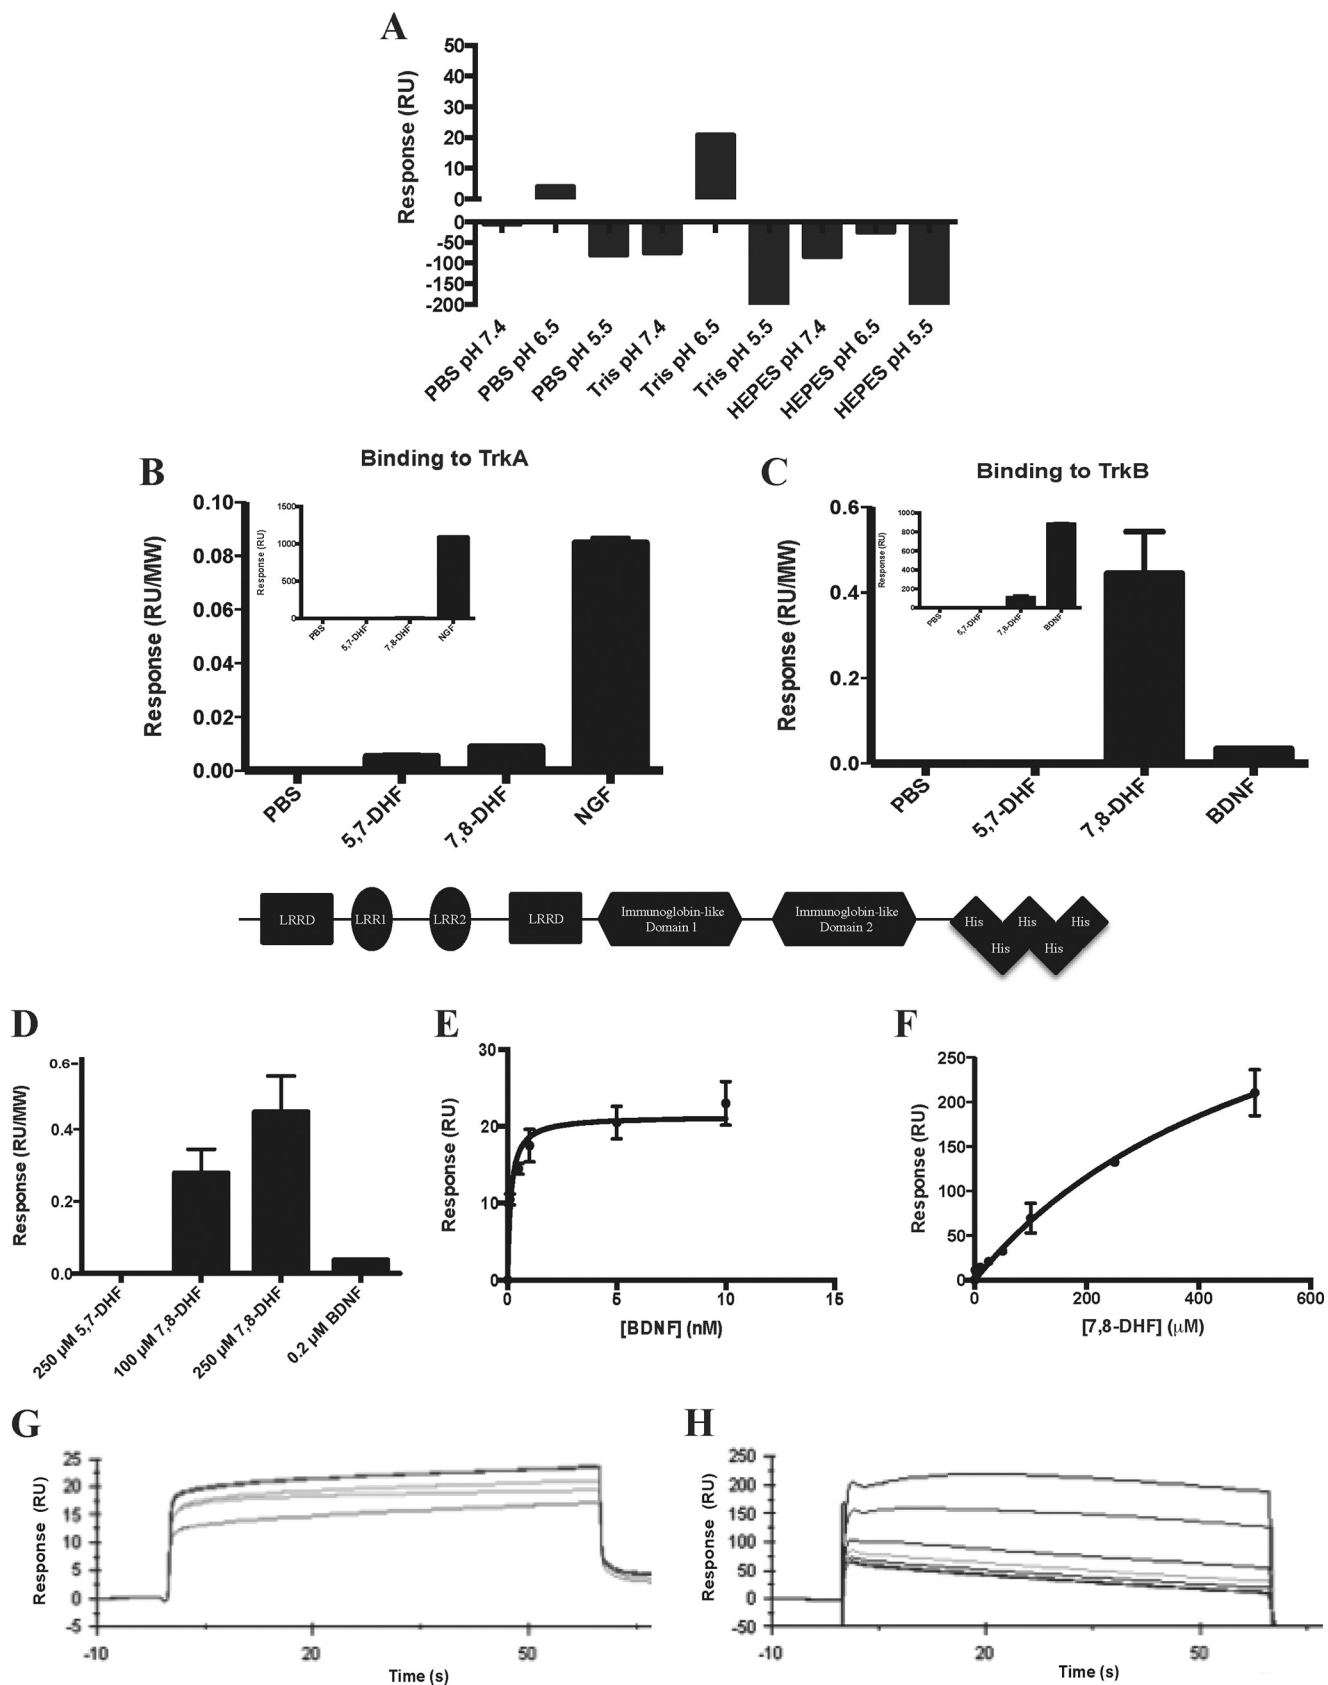 A
Response (RU)
50
40
30
20
10
0
0
-50
-100
-150
-200
PBS pH 7.4
PBS pH 6.5
PBS pH 5.5
Tris pH 7.4
Tris pH 6.5
Tris pH 5.5
HEPES pH 7.4
HEPES pH 6.5
HEPES pH 5.5
B
Binding to TrkA
Response (RU/MW)
0.10
0.08
0.06
0.04
0.02
0.00
PBS
5,7-DHF
7,8-DHF
NGF
Response (RU)
1500
1000
500
0
PBS
5,7-DHF
7,8-DHF
NGF
C
Binding to TrkB
Response (RU/MW)
0.6
0.4
0.2
0.0
PBS
5,7-DHF
7,8-DHF
BDNF
Response (RU)
1000
800
600
400
200
0
PBS
5,7-DHF
7,8-DHF
BDNF
LRRD
LRR1
LRR2
LRRD
Immunoglobin-like
Domain 1
Immunoglobin-like
Domain 2
His
His
His
His
His
D
Response (RU/MW)
0.6
0.4
0.2
0.0
250 µM 5,7-DHF
100 µM 7,8-DHF
250 µM 7,8-DHF
0.2 µM BDNF
E
Response (RU)
30
20
10
0
0
5
10
15
[BDNF] (nM)
F
Response (RU)
250
200
150
100
50
0
0
200
400
600
[7,8-DHF] (µM)
G
Response (RU)
25
20
15
10
5
0
-5
-10
20
50
Time (s)
H
Response (RU)
250
200
150
100
50
0
-50
-10
20
50
Time (s)